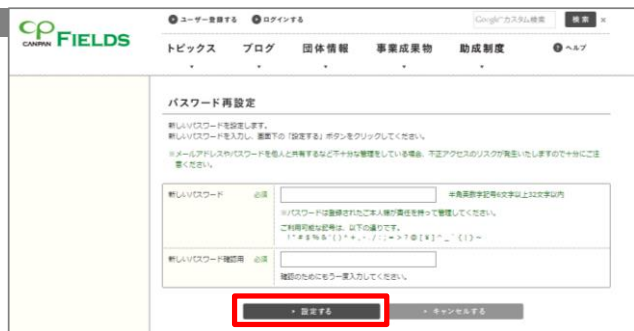 ユーザー登録する ログインする Google カスタム検索 検索 ×
CANPAN FIELDS
トピックス ブログ 団体情報 事業成果物 助成制度 ヘルプ
パスワード再設定
新しいパスワードを設定します。
新しいパスワードを入力し、画面下の「設定する」ボタンをクリックしてください。
※メールアドレスやパスワードを他人と共有するなど不十分な管理をしている場合、不正アクセスのリスクが発生いたしますので十分にご注
意ください。
新しいパスワード 必須 半角英数字記号6文字以上32文字以内
※パスワードは登録されたご本人様が責任を持って管理してください。
ご利用可能な記号は、以下の通りです。
新しいパスワード確認用 必須
確認のためにもう一度入力してください。
設定する キャンセルする